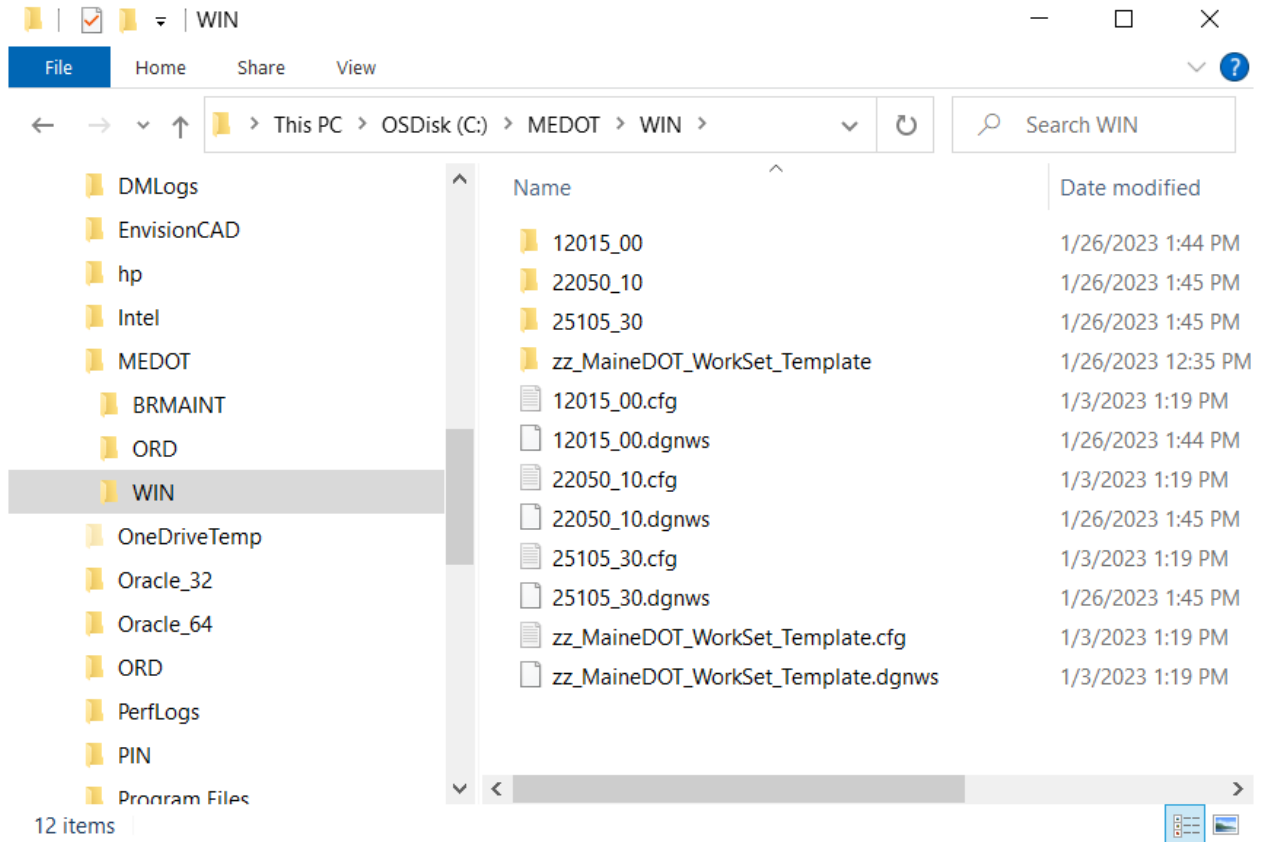 WIN
File Home Share View
This PC > OSDisk (C:) > MEDOT > WIN >
Search WIN
DMLogs
EnvisionCAD
hp
Intel
MEDOT
BRMAINT
ORD
WIN
OneDriveTemp
Oracle_32
Oracle_64
ORD
PerfLogs
PIN
Program Files
Name Date modified
12015_00 1/26/2023 1:44 PM
22050_10 1/26/2023 1:45 PM
25105_30 1/26/2023 1:45 PM
zz_MaineDOT_WorkSet_Template 1/26/2023 12:35 PM
12015_00.cfg 1/3/2023 1:19 PM
12015_00.dgnws 1/26/2023 1:44 PM
22050_10.cfg 1/3/2023 1:19 PM
22050_10.dgnws 1/26/2023 1:45 PM
25105_30.cfg 1/3/2023 1:19 PM
25105_30.dgnws 1/26/2023 1:45 PM
zz_MaineDOT_WorkSet_Template.cfg 1/3/2023 1:19 PM
zz_MaineDOT_WorkSet_Template.dgnws 1/3/2023 1:19 PM
12 items